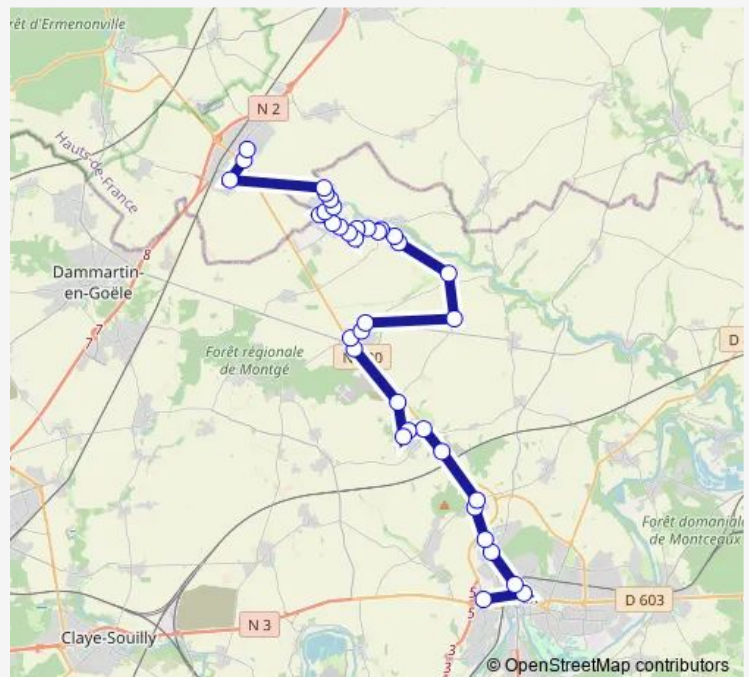 rêt d'Ermenonville
N 2
Hauts-de-France
8
Dammartin-
en-Goële
7
7
Forêt régionale
de Montgé
D
Forêt domaniale
de Montceaux
5
5
D 603
N 3
Claye-Souilly
3
3
© OpenStreetMap contributors